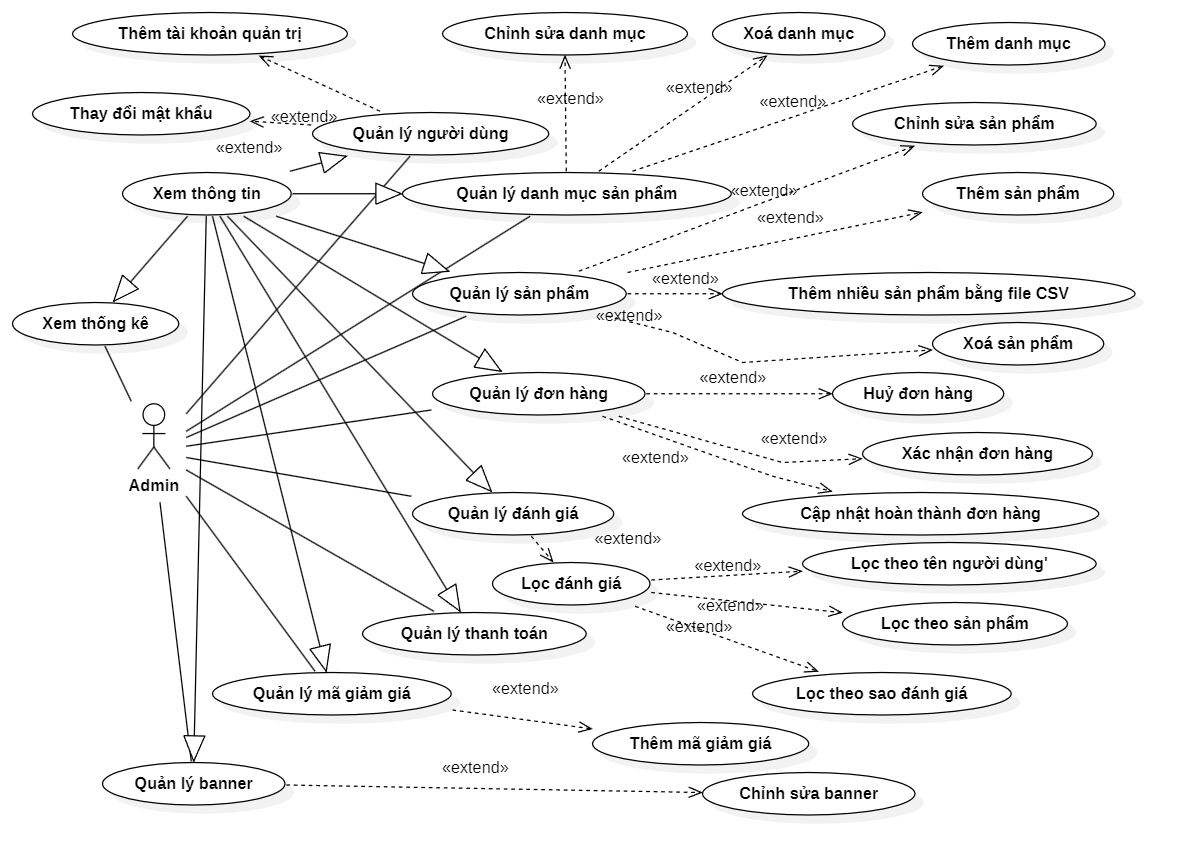 Thêm tài khoản quản trị
Chỉnh sửa danh mục
Xoá danh mục
Thêm danh mục
«extend»
«extend»
«extend»
Thay đổi mật khẩu
«extend»
Chỉnh sửa sản phẩm
Quản lý người dùng
«extend»
Xem thông tin
Quản lý danh mục sản phẩm
«extend»
Thêm sản phẩm
«extend»
«extend»
Quản lý sản phẩm
Thêm nhiều sản phẩm bằng file CSV
«extend»
Xem thống kê
Xoá sản phẩm
«extend»
Quản lý đơn hàng
Huỷ đơn hàng
«extend»
Xác nhận đơn hàng
«extend»
Admin
Quản lý đánh giá
Cập nhật hoàn thành đơn hàng
«extend»
«extend»
Lọc theo tên người dùng'
Lọc đánh giá
«extend»
Lọc theo sản phẩm
«extend»
Quản lý thanh toán
Quản lý mã giảm giá
«extend»
Lọc theo sao đánh giá
Thêm mã giảm giá
«extend»
Quản lý banner
Chỉnh sửa banner